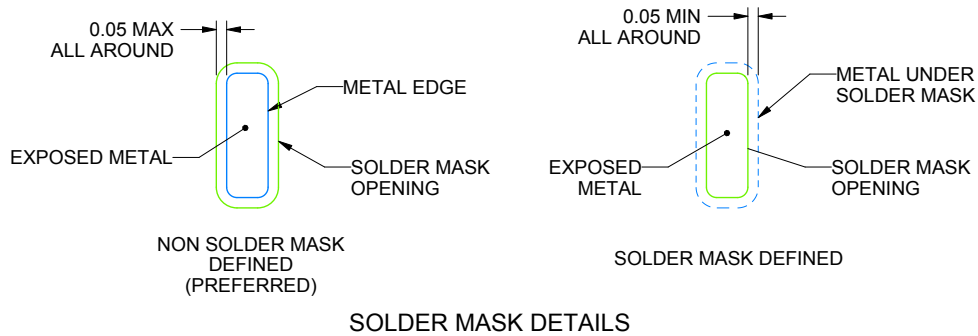 0.05 MAX
ALL AROUND
METAL EDGE
EXPOSED METAL
SOLDER MASK
OPENING
NON SOLDER MASK
DEFINED
(PREFERRED)
0.05 MIN
ALL AROUND
METAL UNDER
SOLDER MASK
EXPOSED
METAL
SOLDER MASK
OPENING
SOLDER MASK DEFINED
SOLDER MASK DETAILS